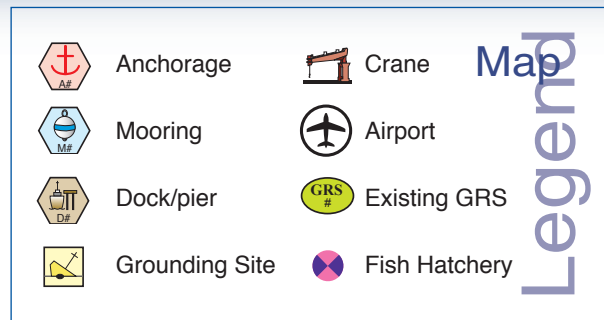 Map
Legend
A#
Anchorage
Crane
M#
Mooring
Airport
D#
Dock/pier
GRS
#
Existing GRS
Grounding Site
Fish Hatchery